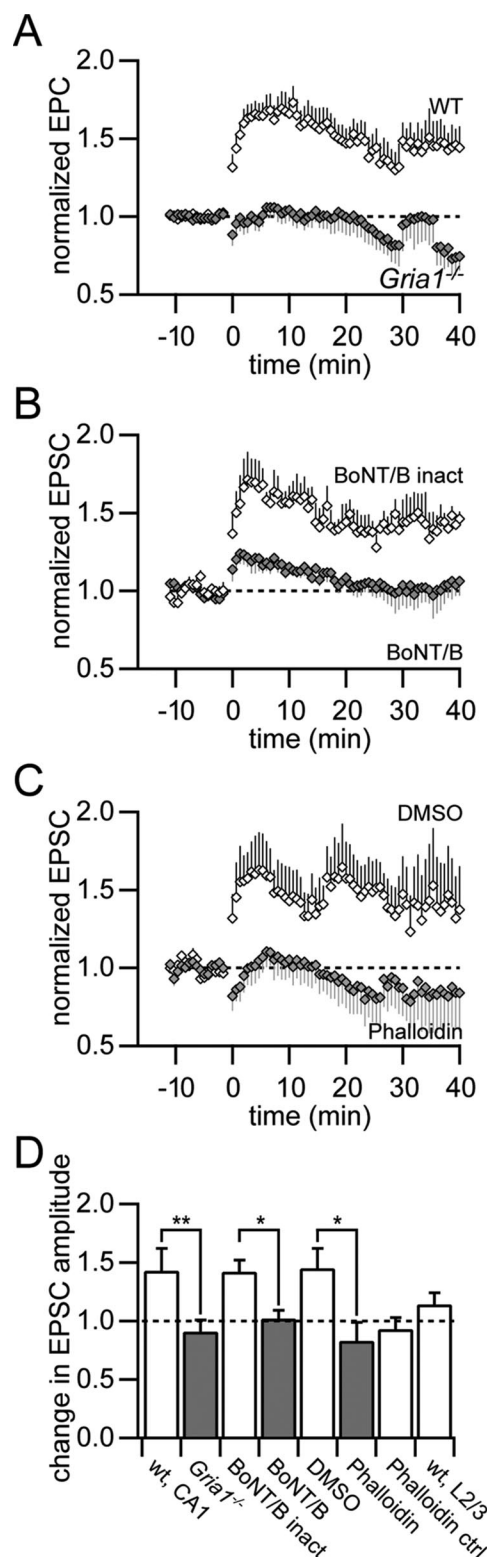 A
normalized EPC
2.0
1.5
1.0
0.5
WT
Gria1-/-
-10 0 10 20 30 40
time (min)
B
normalized EPSC
2.0
1.5
1.0
0.5
BoNT/B inact
BoNT/B
-10 0 10 20 30 40
time (min)
C
normalized EPSC
2.0
1.5
1.0
0.5
DMSO
Phalloidin
-10 0 10 20 30 40
time (min)
D
change in EPSC amplitude
2.0
1.5
1.0
0.5
0.0
** * *
wt, CA1
Gria1-/-
BoNT/B inact
BoNT/B
DMSO
Phalloidin
Phalloidin ctrl
wt, L2/3